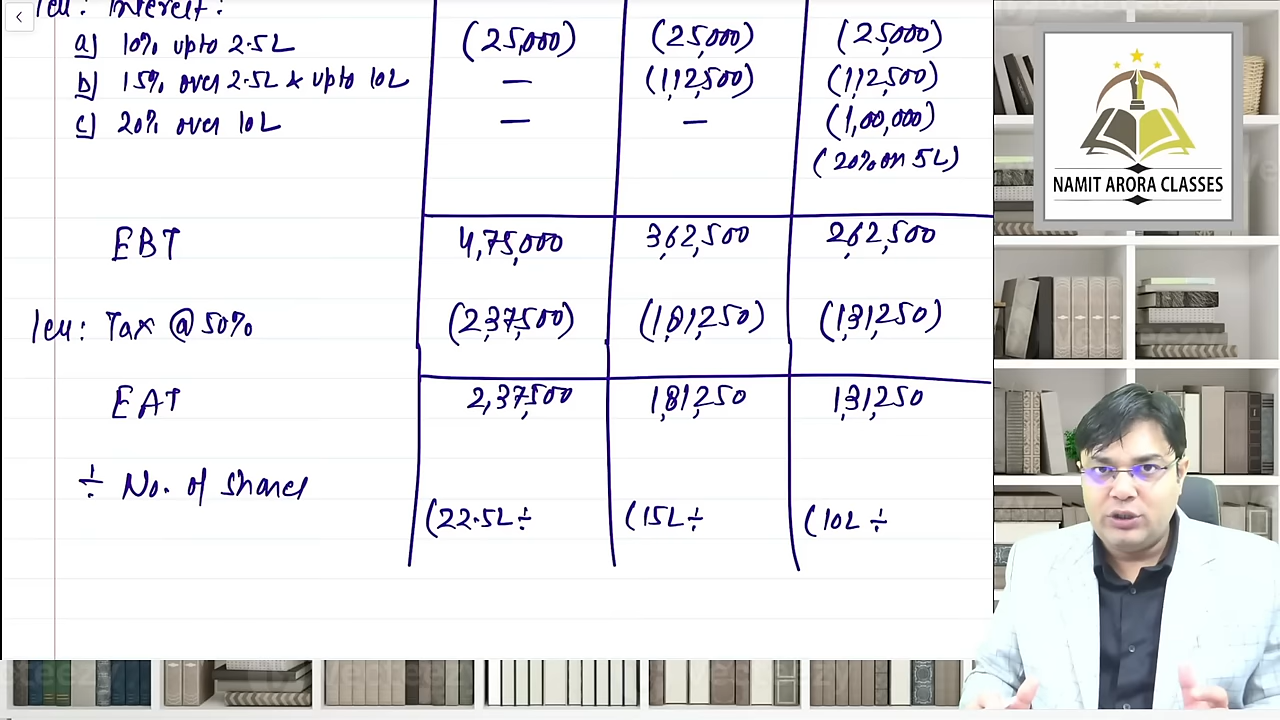 Less: Interest:
a) 10% upto 2.5L (25,000) (25,000) (25,000)
b) 15% over 2.5L & upto 10L — (1,12,500) (1,12,500)
c) 20% over 10L — — (1,00,000)
(20% on 5L)
EBT 4,75,000 3,62,500 2,62,500
Less: Tax @ 50% (2,37,500) (1,81,250) (1,31,250)
EAT 2,37,500 1,81,250 1,31,250
÷ No. of shares
(22.5L ÷ (15L ÷ (10L ÷
NAMIT ARORA CLASSES